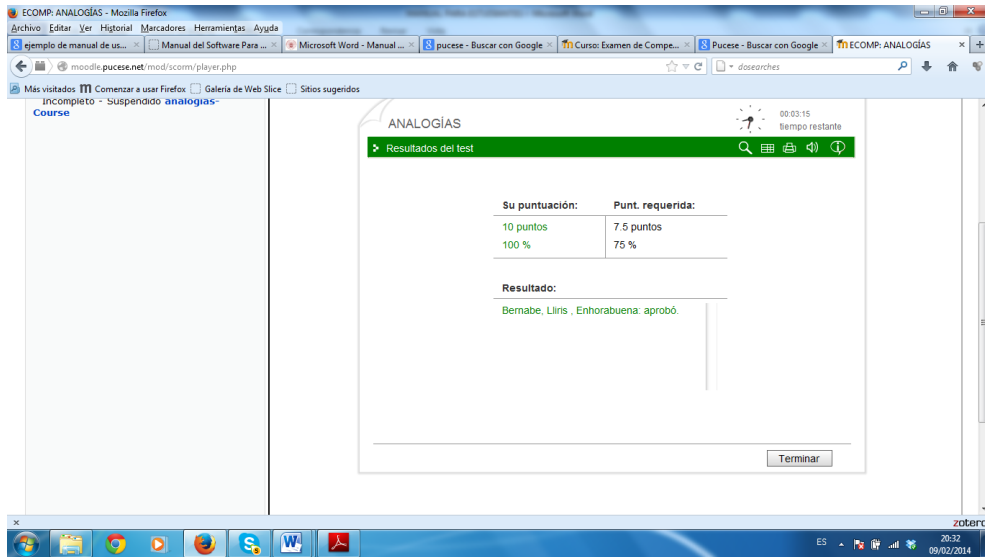 ECOMP: ANALOGÍAS - Mozilla Firefox
Archivo Editar Ver Historial Marcadores Herramientas Ayuda
ejemplo de manual de us... × Manual del Software Para ... × Microsoft Word - Manual ... × pucese - Buscar con Google × Curso: Examen de Compe... × Pucese - Buscar con Google × ECOMP: ANALOGÍAS × +
moodle.pucese.net/mod/scorm/player.php dosearches
Más visitados Comenzar a usar Firefox Galería de Web Slice Sitios sugeridos
Incompleto - Suspendido analogias-
Course
ANALOGÍAS
00:03:15
tiempo restante
Resultados del test
Su puntuación: Punt. requerida:
10 puntos 7.5 puntos
100 % 75 %
Resultado:
Bernabe, Lliris , Enhorabuena: aprobó.
Terminar
× zotero
ES 20:32
09/02/2014